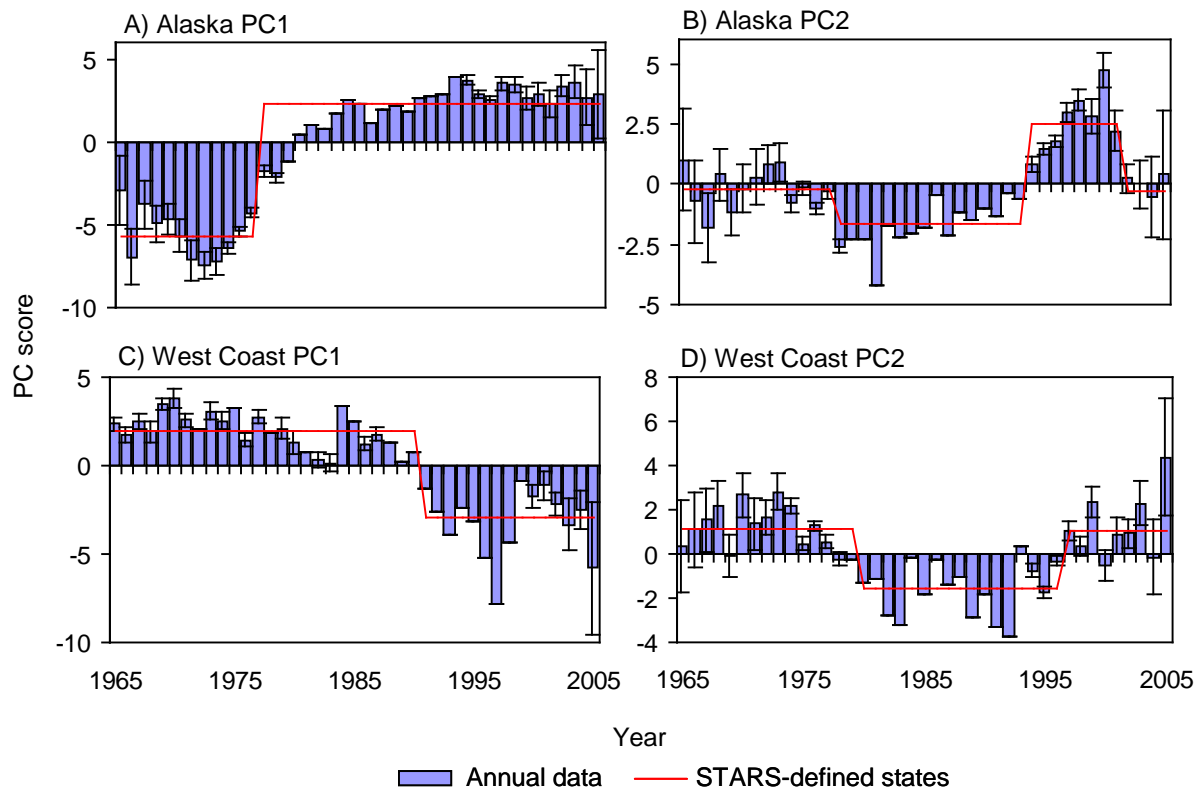 A) Alaska PC1
5
0
-5
-10
B) Alaska PC2
5
2.5
0
-2.5
-5
PC score
C) West Coast PC1
5
0
-5
-10
1965 1975 1985 1995 2005
D) West Coast PC2
8
6
4
2
0
-2
-4
1965 1975 1985 1995 2005
Year
Annual data STARS-defined states